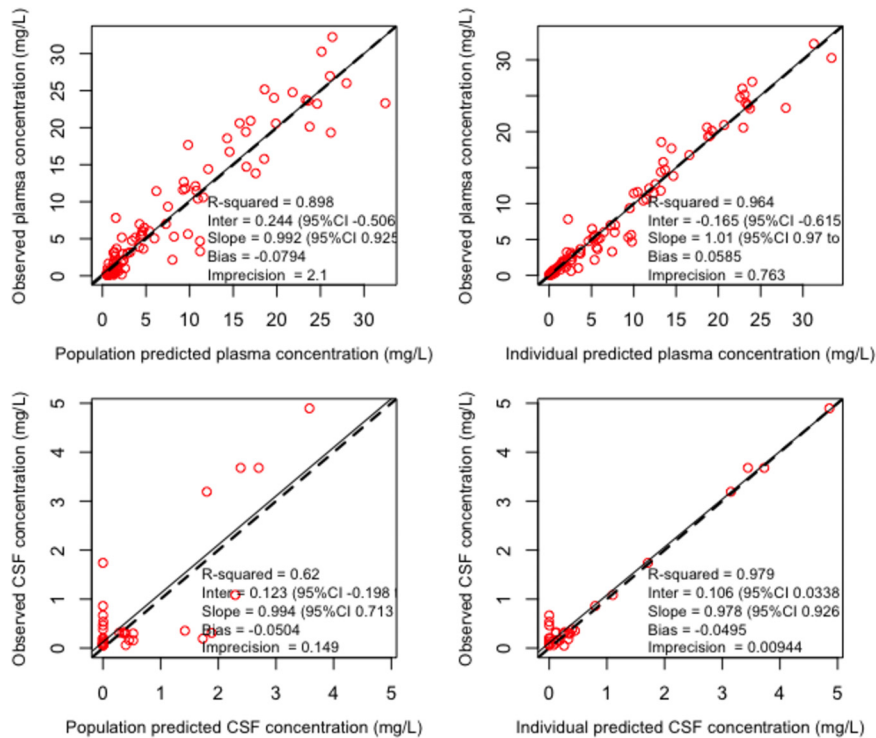 Observed plamsa concentration (mg/L)
30
25
20
15
10
5
0
R-squared = 0.898
Inter = 0.244 (95%CI -0.506
Slope = 0.992 (95%CI 0.925
Bias = -0.0794
Imprecision = 2.1
0 5 10 15 20 25 30
Population predicted plasma concentration (mg/L)
Observed plamsa concentration (mg/L)
30
20
10
0
R-squared = 0.964
Inter = -0.165 (95%CI -0.615
Slope = 1.01 (95%CI 0.97 to
Bias = 0.0585
Imprecision = 0.763
0 5 10 15 20 25 30
Individual predicted plasma concentration (mg/L)
Observed CSF concentration (mg/L)
5
4
3
2
1
0
R-squared = 0.62
Inter = 0.123 (95%CI -0.198
Slope = 0.994 (95%CI 0.713
Bias = -0.0504
Imprecision = 0.149
0 1 2 3 4 5
Population predicted CSF concentration (mg/L)
Observed CSF concentration (mg/L)
5
4
3
2
1
0
R-squared = 0.979
Inter = 0.106 (95%CI 0.0338
Slope = 0.978 (95%CI 0.926
Bias = -0.0495
Imprecision = 0.00944
0 1 2 3 4 5
Individual predicted CSF concentration (mg/L)